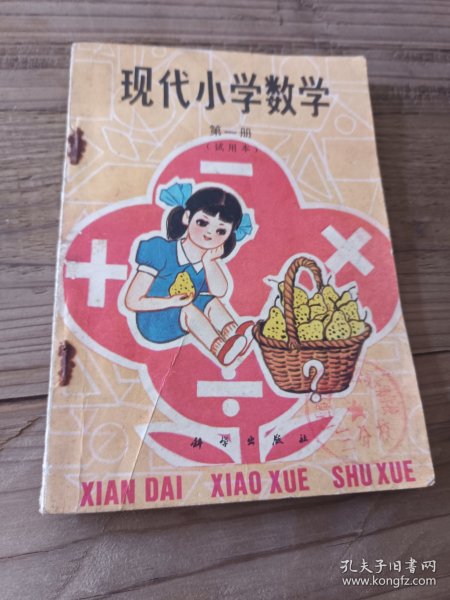 现代小学数学
第一册
（试用本）
−
+
×
÷
?
科学出版社
XIAN DAI XIAO XUE SHU XUE
孔夫子旧书网
www.kongfz.com